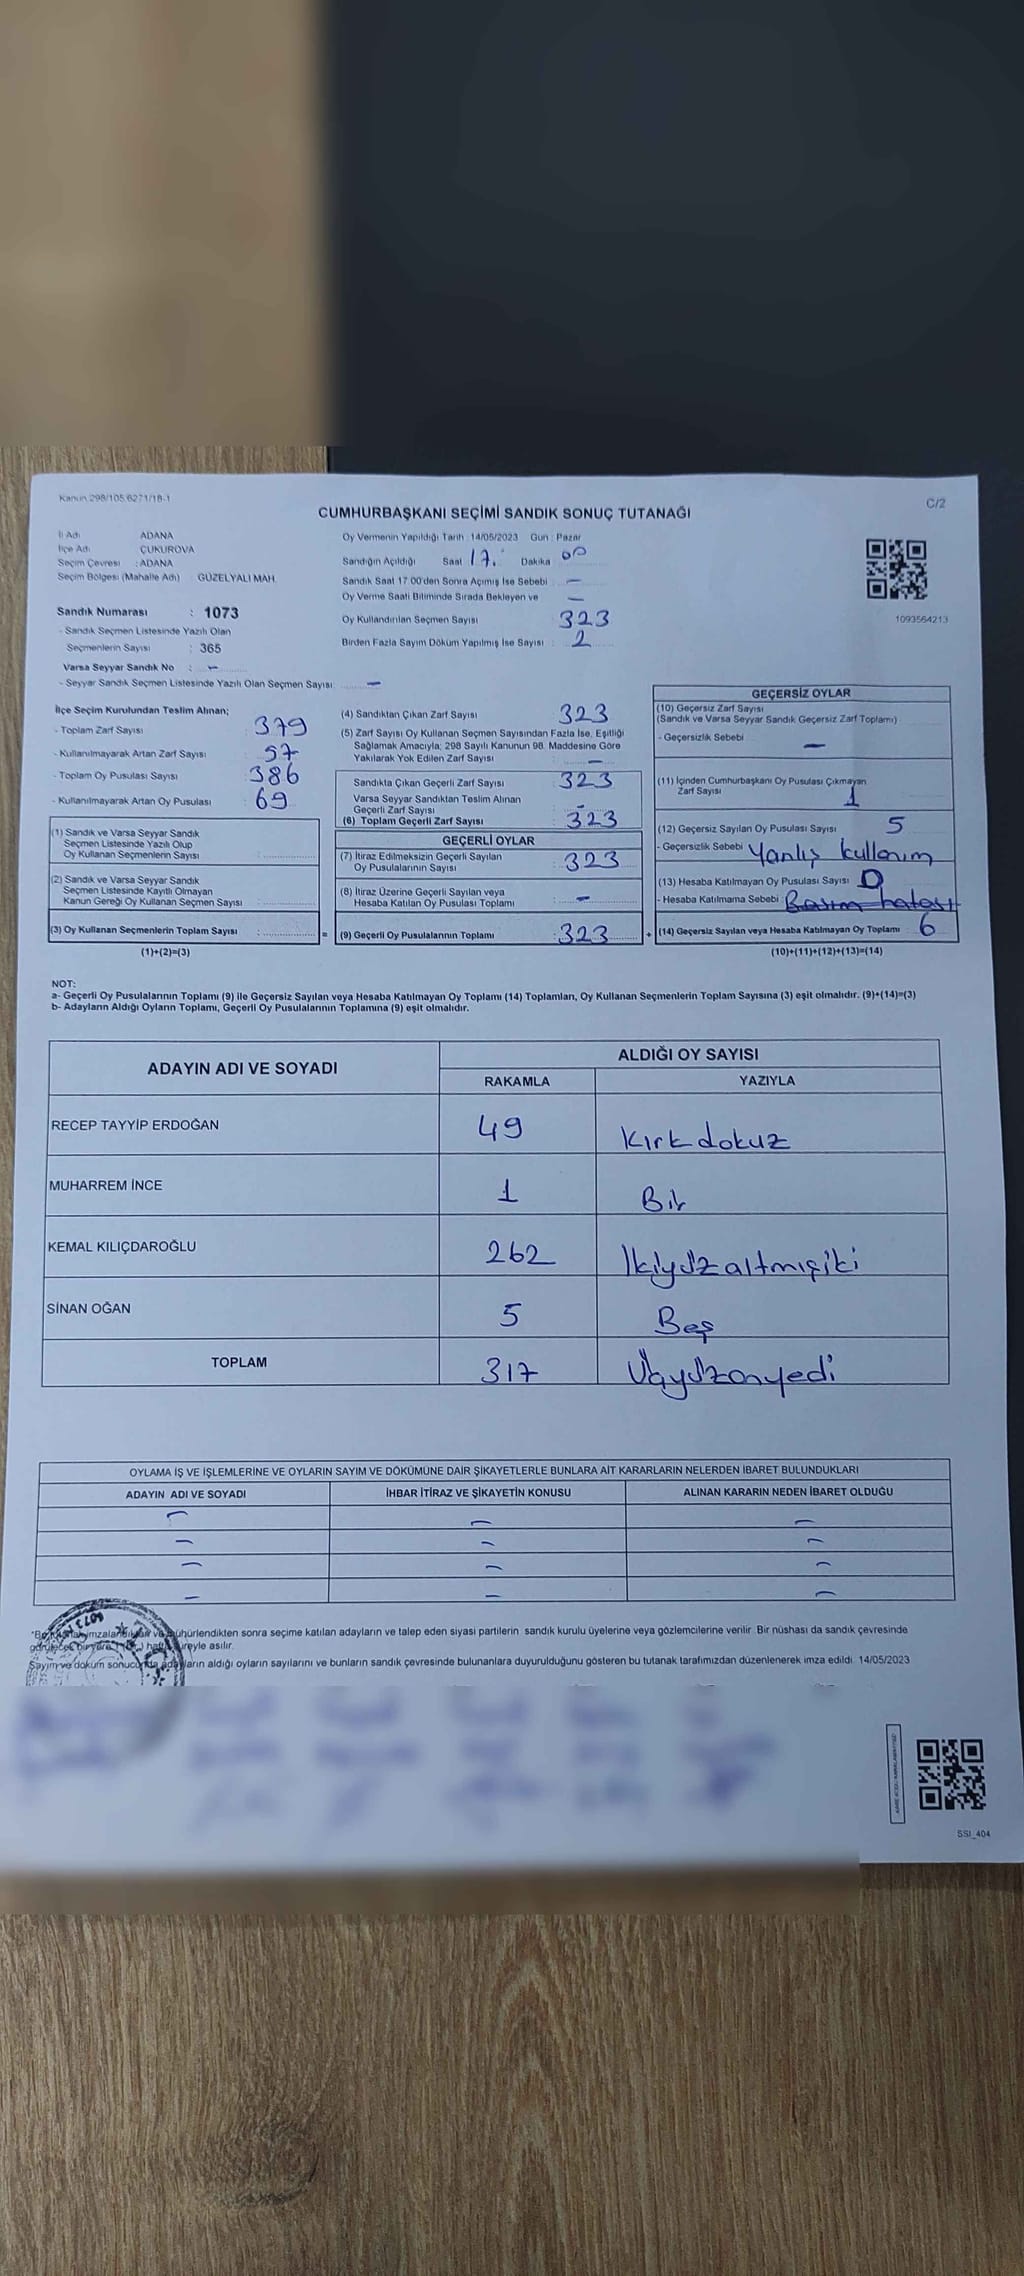 Kanun 298/105,6271/18-1
C/2
CUMHURBAŞKANI SEÇİMİ SANDIK SONUÇ TUTANAĞI
İl Adı ADANA
İlçe Adı ÇUKUROVA
Seçim Çevresi : ADANA
Seçim Bölgesi (Mahalle Adı) : GÜZELYALI MAH.
Sandık Numarası : 1073
- Sandık Seçmen Listesinde Yazılı Olan
Seçmenlerin Sayısı : 365
Varsa Seyyar Sandık No : -
- Seyyar Sandık Seçmen Listesinde Yazılı Olan Seçmen Sayısı -
Oy Vermenin Yapıldığı Tarih : 14/05/2023 Gün : Pazar
Sandığın Açıldığı Saat 17. Dakika 00
Sandık Saat 17:00'den Sonra Açımış İse Sebebi -
Oy Verme Saati Bitiminde Sırada Bekleyen ve -
Oy Kullandırılan Seçmen Sayısı 323
Birden Fazla Sayım Döküm Yapılmış İse Sayısı : 2
1093564213
İlçe Seçim Kurulundan Teslim Alınan;
- Toplam Zarf Sayısı : 379
- Kullanılmayarak Artan Zarf Sayısı : 57
- Toplam Oy Pusulası Sayısı : 386
- Kullanılmayarak Artan Oy Pusulası : 69
(1) Sandık ve Varsa Seyyar Sandık
Seçmen Listesinde Yazılı Olup
Oy Kullanan Seçmenlerin Sayısı :
(2) Sandık ve Varsa Seyyar Sandık
Seçmen Listesinde Kayıtlı Olmayan
Kanun Gereği Oy Kullanan Seçmen Sayısı :
(3) Oy Kullanan Seçmenlerin Toplam Sayısı :
(1)+(2)=(3)
(4) Sandıktan Çıkan Zarf Sayısı 323
(5) Zarf Sayısı Oy Kullanan Seçmen Sayısından Fazla İse, Eşitliği
Sağlamak Amacıyla; 298 Sayılı Kanunun 98. Maddesine Göre
Yakılarak Yok Edilen Zarf Sayısı -
Sandıkta Çıkan Geçerli Zarf Sayısı 323
Varsa Seyyar Sandıktan Teslim Alınan
Geçerli Zarf Sayısı -
(6) Toplam Geçerli Zarf Sayısı : 323
GEÇERLİ OYLAR
(7) İtiraz Edilmeksizin Geçerli Sayılan
Oy Pusulalarının Sayısı : 323
(8) İtiraz Üzerine Geçerli Sayılan veya
Hesaba Katılan Oy Pusulası Toplamı : -
= (9) Geçerli Oy Pusulalarının Toplamı : 323 +
GEÇERSİZ OYLAR
(10) Geçersiz Zarf Sayısı
(Sandık ve Varsa Seyyar Sandık Geçersiz Zarf Toplamı)
- Geçersizlik Sebebi -
(11) İçinden Cumhurbaşkanı Oy Pusulası Çıkmayan
Zarf Sayısı 1
(12) Geçersiz Sayılan Oy Pusulası Sayısı 5
- Geçersizlik Sebebi Yanlış kullanım
(13) Hesaba Katılmayan Oy Pusulası Sayısı 0
- Hesaba Katılmama Sebebi Basım hatası
(14) Geçersiz Sayılan veya Hesaba Katılmayan Oy Toplamı : 6
(10)+(11)+(12)+(13)=(14)
NOT:
a- Geçerli Oy Pusulalarının Toplamı (9) ile Geçersiz Sayılan veya Hesaba Katılmayan Oy Toplamı (14) Toplamları, Oy Kullanan Seçmenlerin Toplam Sayısına (3) eşit olmalıdır. (9)+(14)=(3)
b- Adayların Aldığı Oyların Toplamı, Geçerli Oy Pusulalarının Toplamına (9) eşit olmalıdır.
ADAYIN ADI VE SOYADI
ALDIĞI OY SAYISI
RAKAMLA YAZIYLA
RECEP TAYYİP ERDOĞAN 49 Kırkdokuz
MUHARREM İNCE 1 Bir
KEMAL KILIÇDAROĞLU 262 İkiyüzaltmışiki
SİNAN OĞAN 5 Beş
TOPLAM 317 Üçyüzonyedi
OYLAMA İŞ VE İŞLEMLERİNE VE OYLARIN SAYIM VE DÖKÜMÜNE DAİR ŞİKAYETLERLE BUNLARA AİT KARARLARIN NELERDEN İBARET BULUNDUKLARI
ADAYIN ADI VE SOYADI İHBAR İTİRAZ VE ŞİKAYETİN KONUSU ALINAN KARARIN NEDEN İBARET OLDUĞU
- - -
- - -
- - -
- - -
mühürlendikten sonra seçime katılan adayların ve talep eden siyasi partilerin sandık kurulu üyelerine veya gözlemcilerine verilir. Bir nüshası da sandık çevresinde
süreyle asılır.
Sayım ve döküm sonucunda adayların aldığı oyların sayılarını ve bunların sandık çevresinde bulunanlara duyurulduğunu gösteren bu tutanak tarafımızdan düzenlenerek imza edildi. 14/05/2023
1073
SSI_404